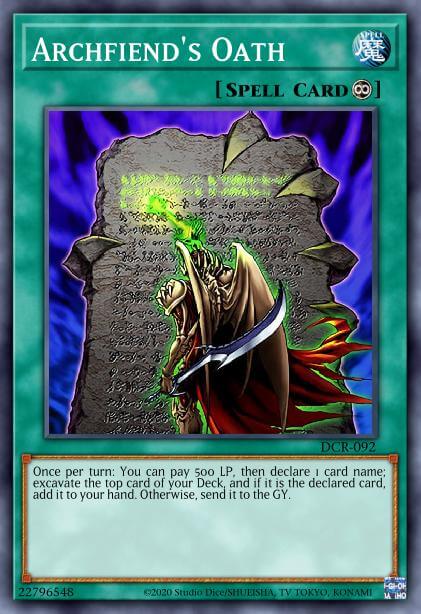 ARCHFIEND'S OATH
[SPELL CARD]
DCR-092
Once per turn: You can pay 500 LP, then declare 1 card name;
excavate the top card of your Deck, and if it is the declared card,
add it to your hand. Otherwise, send it to the GY.
22796548
©2020 Studio Dice/SHUEISHA, TV TOKYO, KONAMI